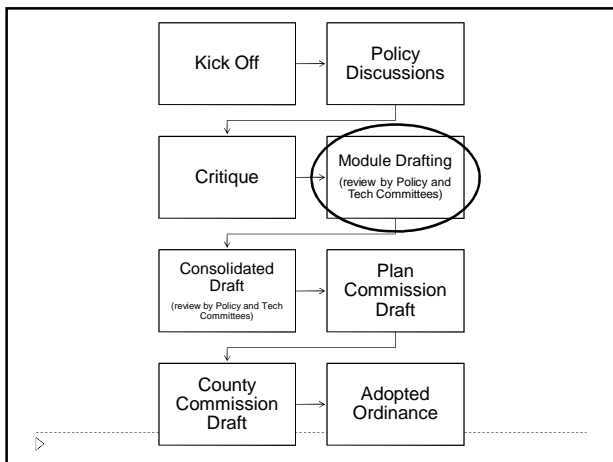 Kick Off
Policy
Discussions
Critique
Module Drafting
(review by Policy and
Tech Committees)
Consolidated
Draft
(review by Policy and Tech
Committees)
Plan
Commission
Draft
County
Commission
Draft
Adopted
Ordinance